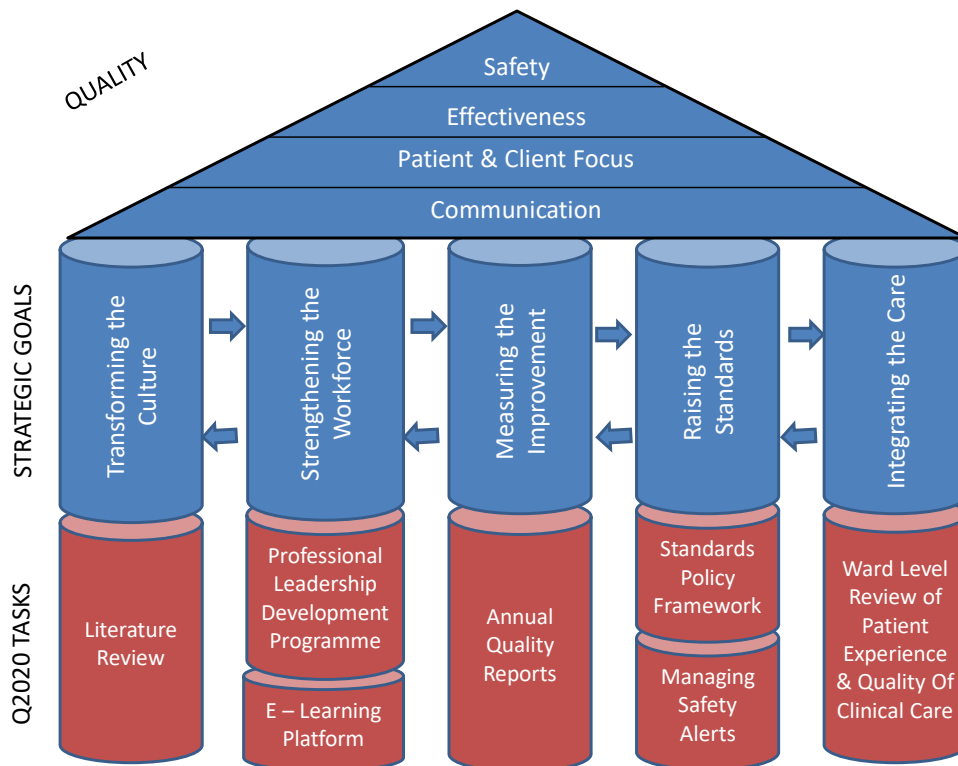 QUALITY
Safety
Effectiveness
Patient & Client Focus
Communication
STRATEGIC GOALS
Transforming the
Culture
Strengthening the
Workforce
Measuring the
Improvement
Raising the
Standards
Integrating the Care
Q2020 TASKS
Literature
Review
Professional
Leadership
Development
Programme
E – Learning
Platform
Annual
Quality
Reports
Standards
Policy
Framework
Managing
Safety
Alerts
Ward Level
Review of
Patient
Experience
& Quality Of
Clinical Care